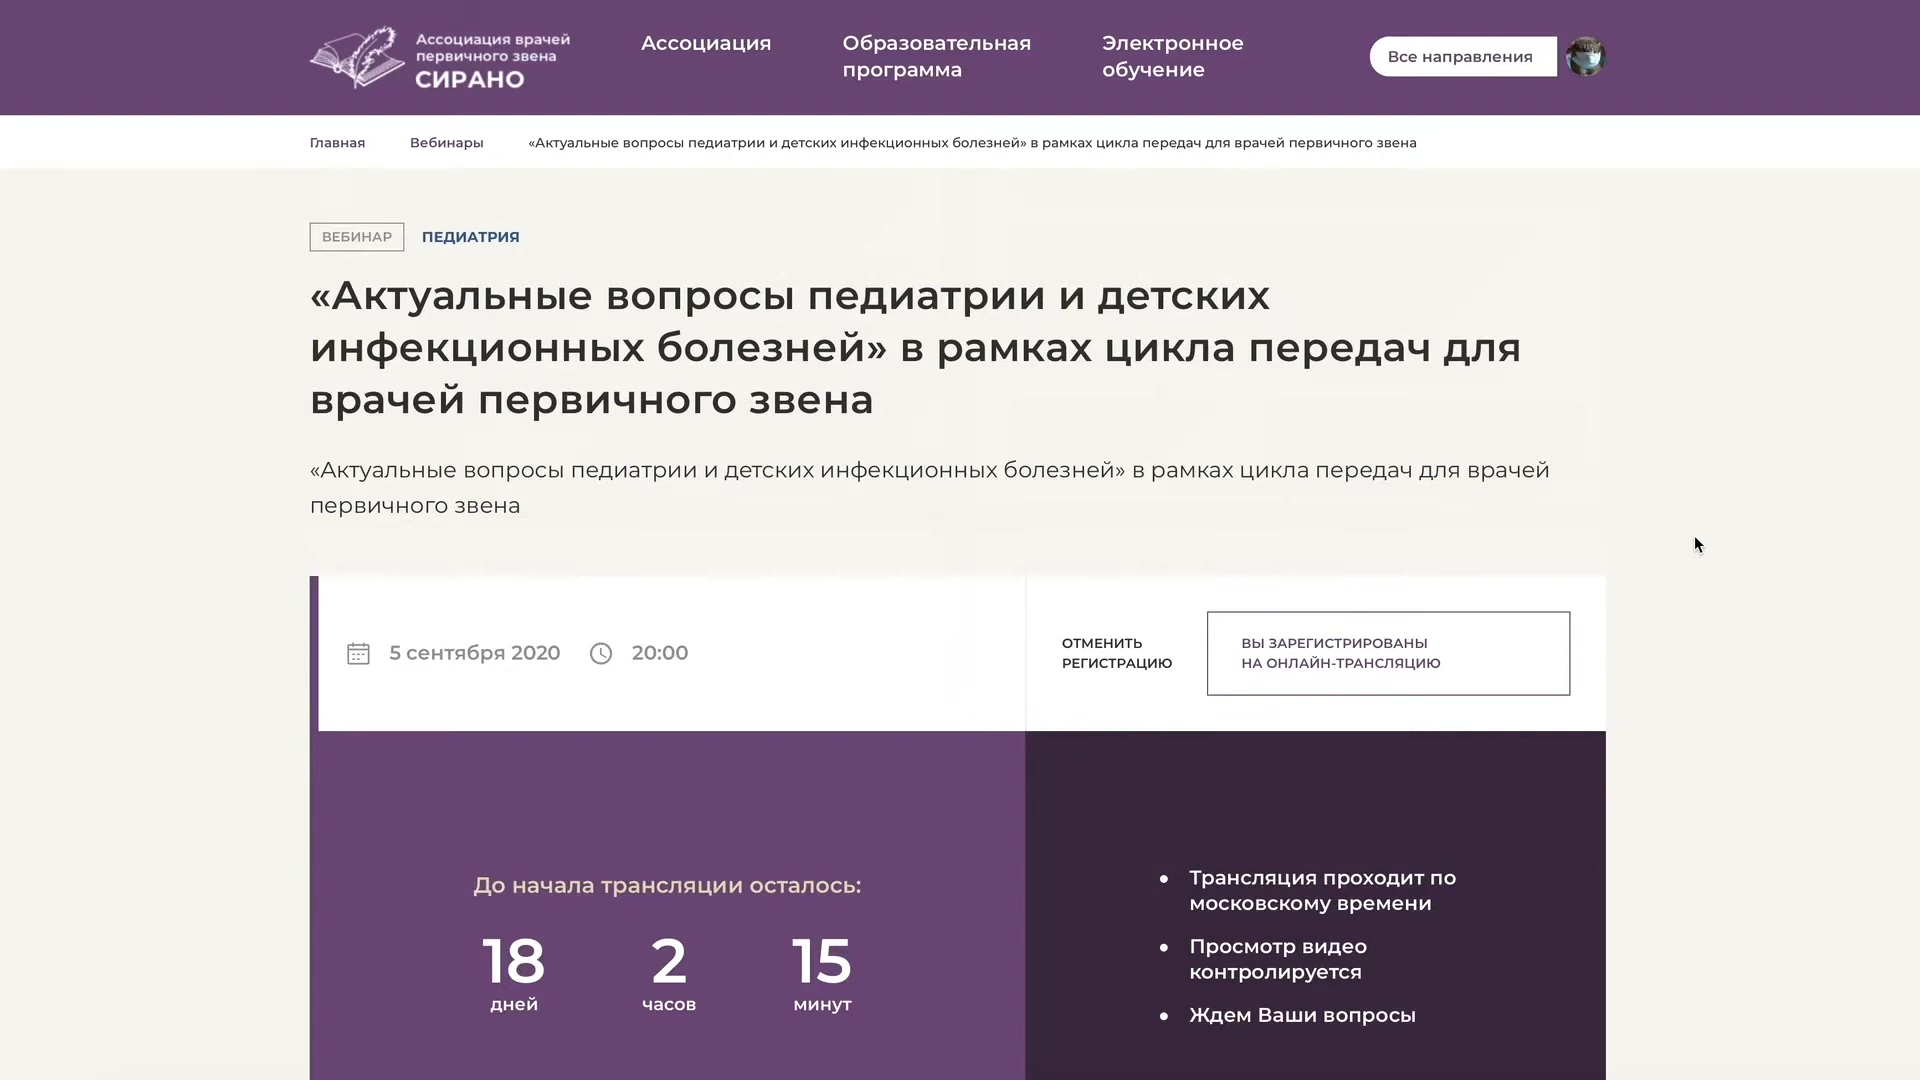 Ассоциация врачей
первичного звена
СИРАНО
Ассоциация
Образовательная
программа
Электронное
обучение
Все направления
Главная
Вебинары
«Актуальные вопросы педиатрии и детских инфекционных болезней» в рамках цикла передач для врачей первичного звена
ВЕБИНАР
ПЕДИАТРИЯ
«Актуальные вопросы педиатрии и детских
инфекционных болезней» в рамках цикла передач для
врачей первичного звена
«Актуальные вопросы педиатрии и детских инфекционных болезней» в рамках цикла передач для врачей
первичного звена
5 сентября 2020
20:00
ОТМЕНИТЬ
РЕГИСТРАЦИЮ
ВЫ ЗАРЕГИСТРИРОВАНЫ
НА ОНЛАЙН-ТРАНСЛЯЦИЮ
До начала трансляции осталось:
18
2
15
дней
часов
минут
Трансляция проходит по
московскому времени
Просмотр видео
контролируется
Ждем Ваши вопросы